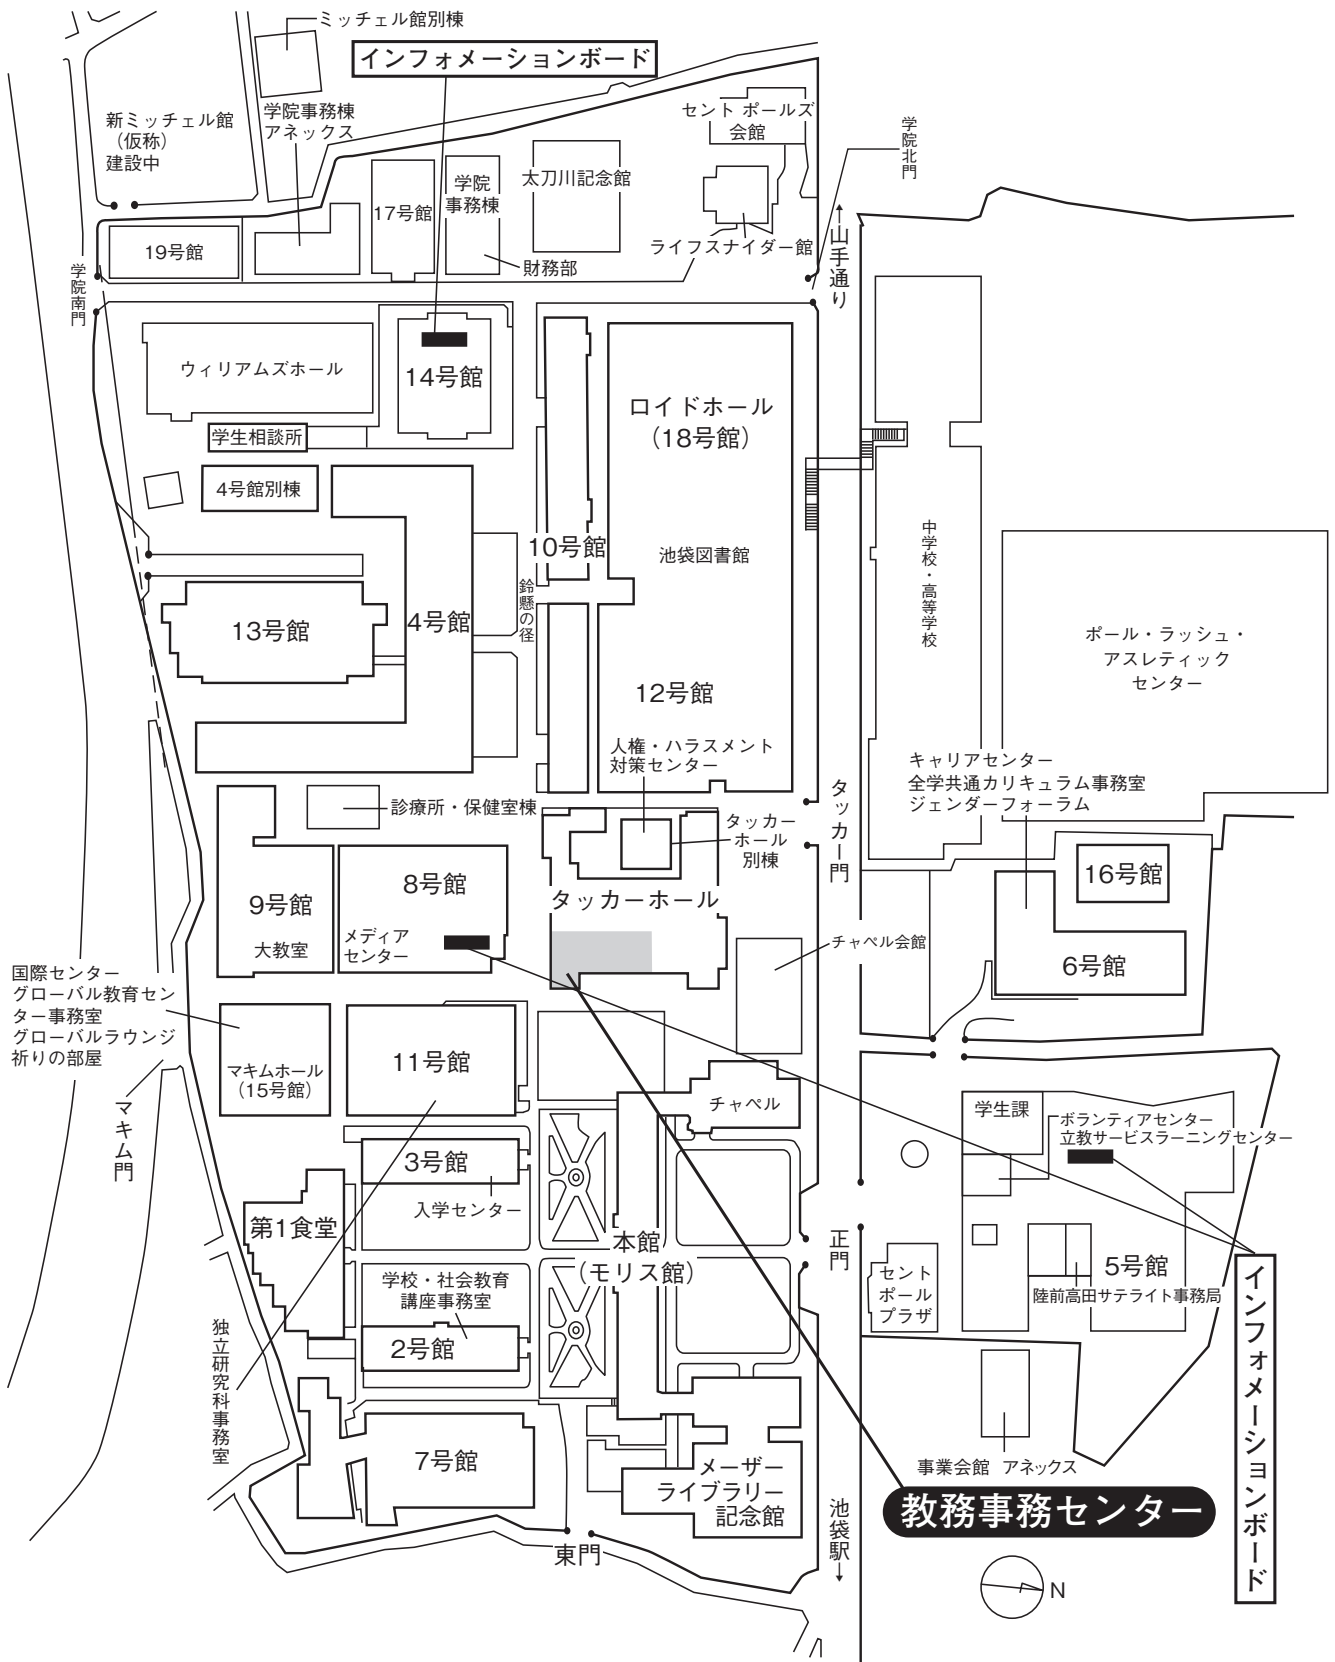 ミッチェル館別棟
インフォメーションボード
新ミッチェル館
（仮称）
建設中
学院事務棟
アネックス
セント ポールズ
会館
学院北門
17号館
学院
事務棟
太刀川記念館
19号館
財務部
ライフスナイダー館
←山手通り
学院南門
ウィリアムズホール
14号館
ロイドホール
（18号館）
学生相談所
4号館別棟
10号館
池袋図書館
中学校・高等学校
鈴懸の径
13号館
4号館
ポール・ラッシュ・
アスレティック
センター
12号館
人権・ハラスメント
対策センター
キャリアセンター
全学共通カリキュラム事務室
ジェンダーフォーラム
診療所・保健室棟
タッカー
ホール
別棟
タッカー門
16号館
8号館
9号館
タッカーホール
大教室
メディア
センター
チャペル会館
6号館
国際センター
グローバル教育セン
ター事務室
グローバルラウンジ
祈りの部屋
マキムホール
（15号館）
11号館
チャペル
マキム門
学生課
ボランティアセンター
立教サービスラーニングセンター
3号館
入学センター
第1食堂
本館
（モリス館）
正門
セント
ポール
プラザ
5号館
陸前高田サテライト事務局
学校・社会教育
講座事務室
2号館
独立研究科事務室
インフォメーションボード
7号館
メーザー
ライブラリー
記念館
事業会館 アネックス
教務事務センター
池袋駅→
東門
N